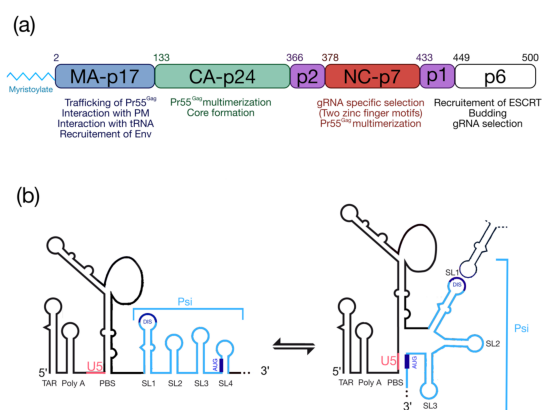 (a)
2 133 366 378 433 449 500
MA-p17 CA-p24 p2 NC-p7 p1 p6
Myristoylate
Trafficking of Pr55Gag
Interaction with PM
Interaction with tRNA
Recruitement of Env
Pr55Gag multimerization
Core formation
gRNA specific selection
(Two zinc finger motifs)
Pr55Gag multimerization
Recruitement of ESCRT
Budding
gRNA selection
(b)
Psi
DIS
U5
AUG
5' 3'
TAR Poly A PBS SL1 SL2 SL3 SL4
SL1
DIS
Psi
SL2
U5
AUG
5'
TAR Poly A PBS
SL3
3'